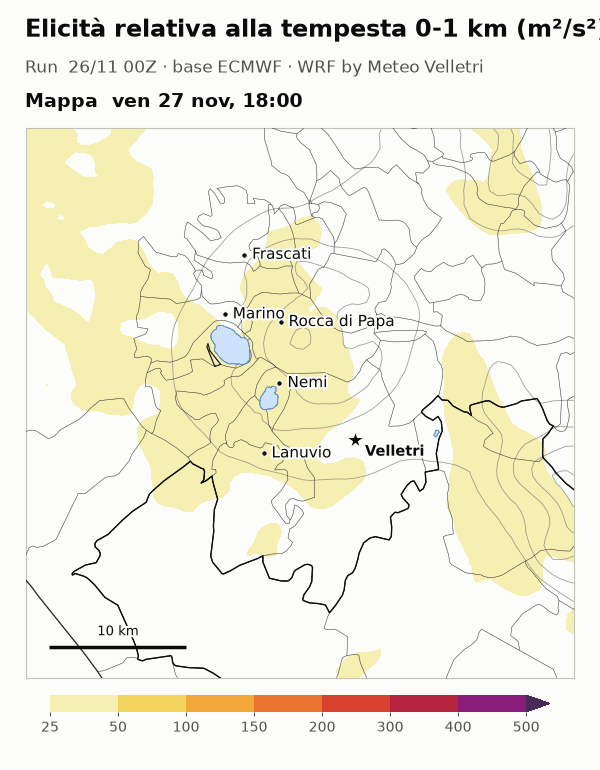 Elicità relativa alla tempesta 0-1 km (m²/s²)
Run 26/11 00Z · base ECMWF · WRF by Meteo Velletri
Mappa ven 27 nov, 18:00
Frascati
Marino
Rocca di Papa
Nemi
Velletri
Lanuvio
10 km
25 50 100 150 200 300 400 500